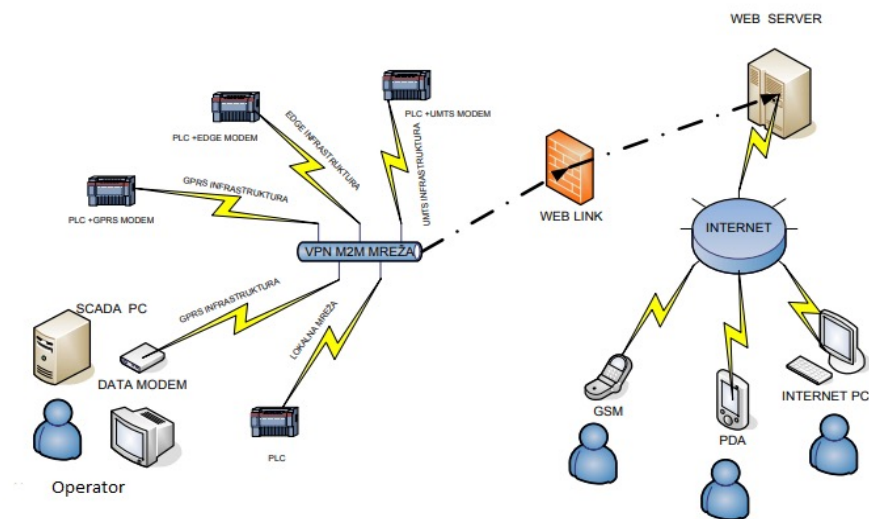 WEB SERVER
PLC +UMTS MODEM
PLC +EDGE MODEM
EDGE INFRASTRUKTURA
UMTS INFRASTRUKTURA
GPRS INFRASTRUKTURA
PLC +GPRS MODEM
WEB LINK
INTERNET
VPN M2M MREŽA
GPRS INFRASTRUKTURA
SCADA PC
LOKALNA MREŽA
DATA MODEM
GSM
INTERNET PC
PDA
PLC
Operator